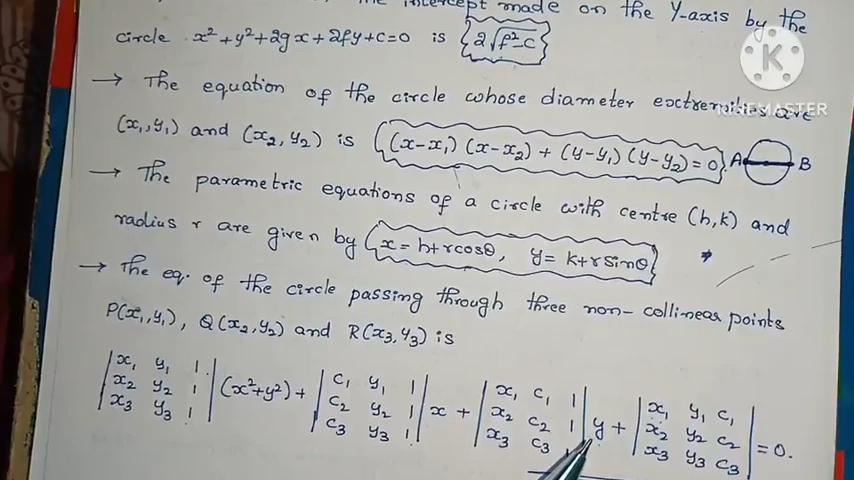 the intercept made on the Y-axis by the
circle x²+y²+2gx+2fy+c=0 is 2√f²-c
→ The equation of the circle whose diameter extremities are
(x₁,y₁) and (x₂,y₂) is (x-x₁)(x-x₂)+(y-y₁)(y-y₂)=0 A B
→ The parametric equations of a circle with centre (h,k) and
radius r are given by x=h+rcosθ, y=k+rsinθ
→ The eq. of the circle passing through three non-collinear points
P(x₁,y₁), Q(x₂,y₂) and R(x₃,y₃) is
|x₁ y₁ 1| |c₁ y₁ 1| |x₁ c₁ 1| |x₁ y₁ c₁|
|x₂ y₂ 1| (x²+y²)+ |c₂ y₂ 1| x + |x₂ c₂ 1| y + |x₂ y₂ c₂| =0.
|x₃ y₃ 1| |c₃ y₃ 1| |x₃ c₃ | |x₃ y₃ c₃|
K
KINEMASTER